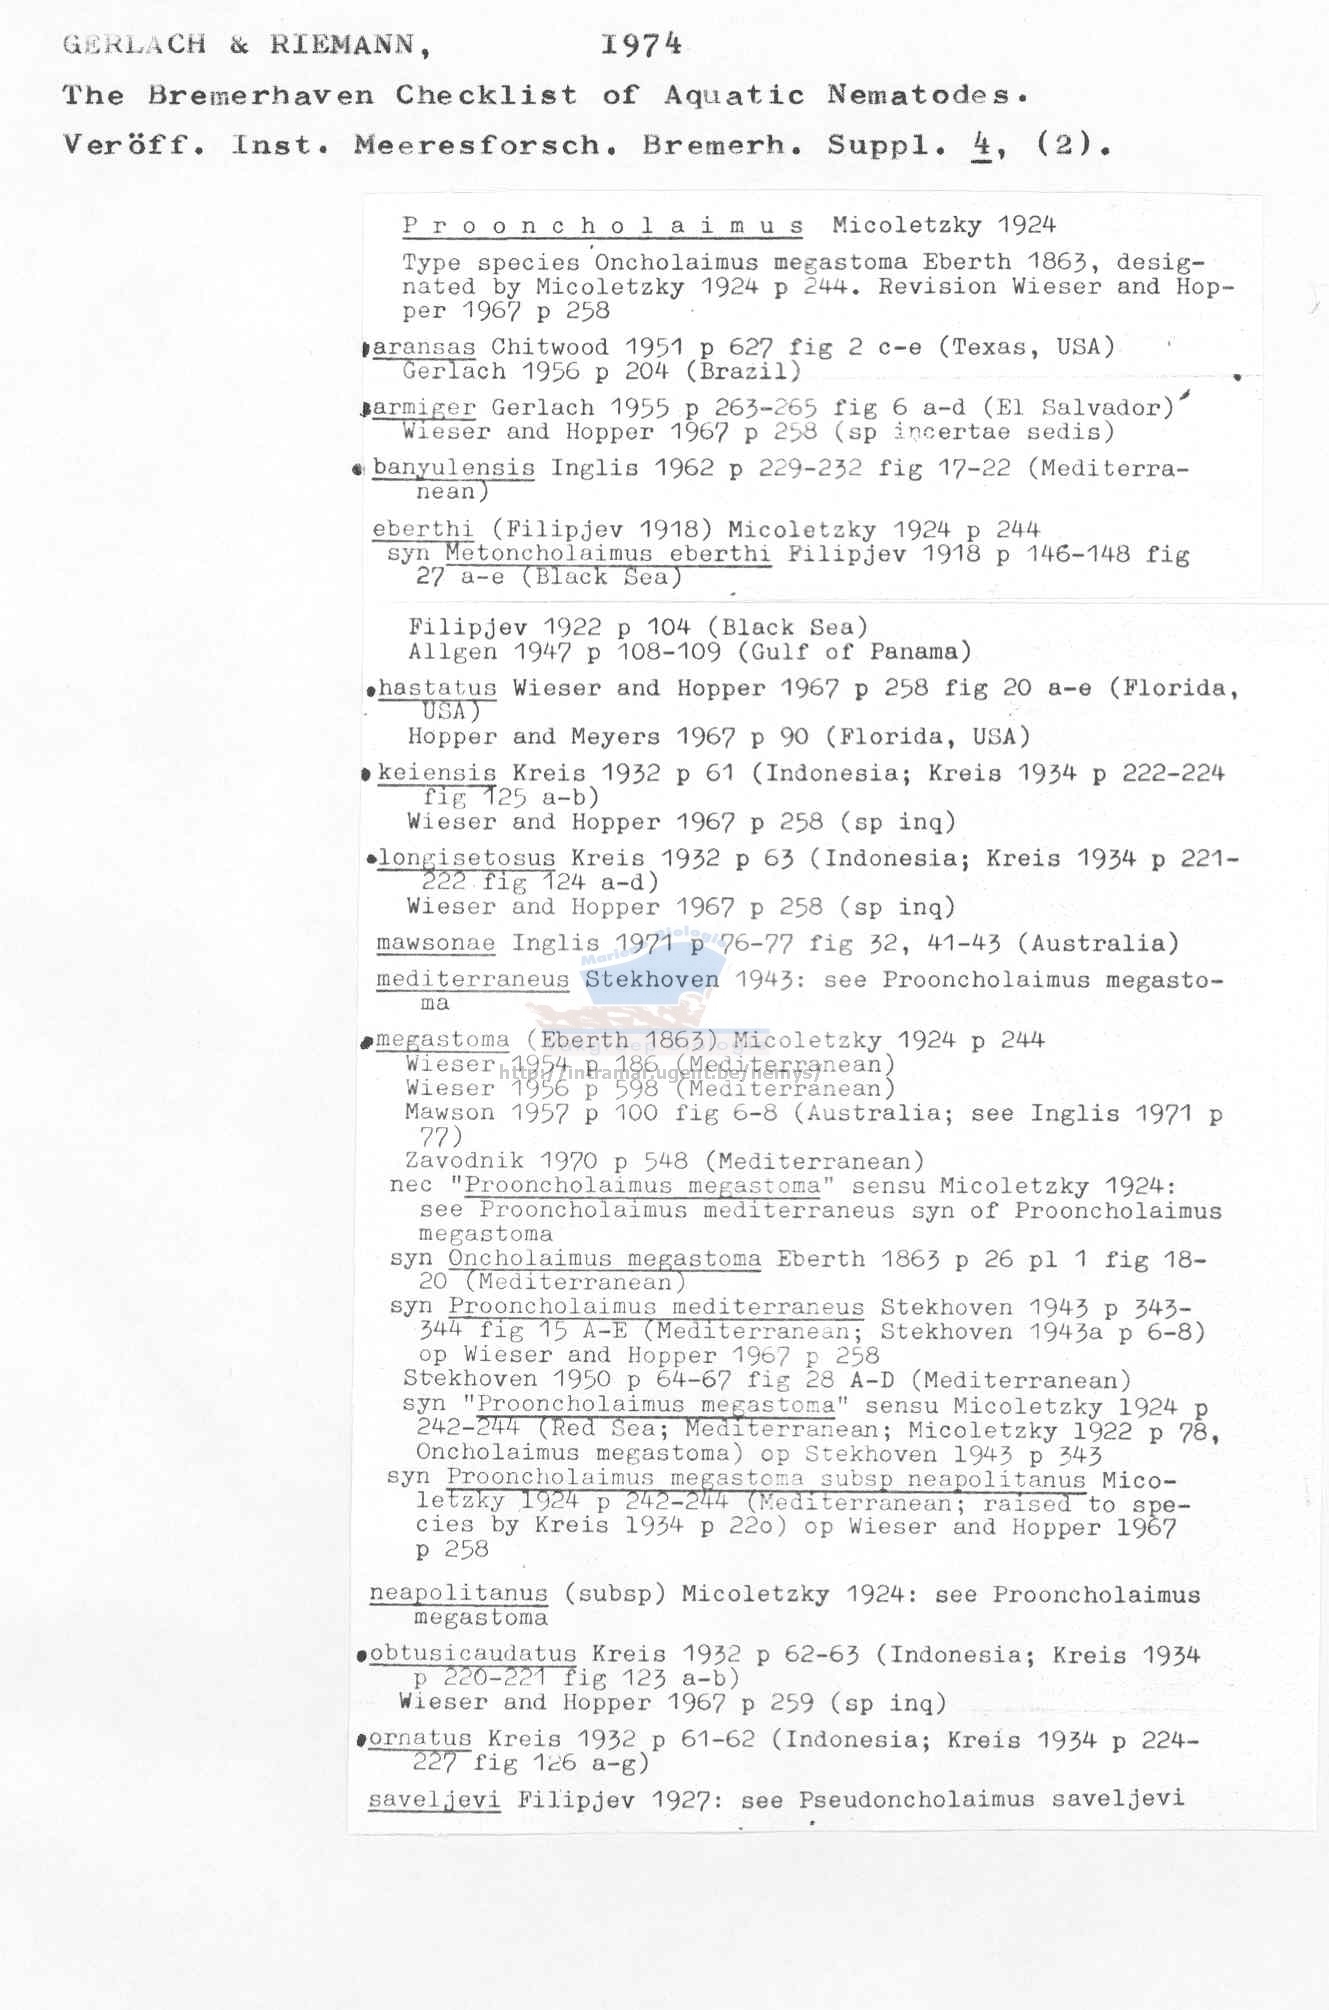 GERLACH & RIEMANN, 1974
The Bremerhaven Checklist of Aquatic Nematodes.
Veröff. Inst. Meeresforsch. Bremerh. Suppl. 4, (2).
Prooncholaimus Micoletzky 1924
Type species Oncholaimus megastoma Eberth 1863, desig-
nated by Micoletzky 1924 p 244. Revision Wieser and Hop-
per 1967 p 258
aransas Chitwood 1951 p 627 fig 2 c-e (Texas, USA)
Gerlach 1956 p 204 (Brazil)
armiger Gerlach 1955 p 263-265 fig 6 a-d (El Salvador)
Wieser and Hopper 1967 p 258 (sp incertae sedis)
banyulensis Inglis 1962 p 229-232 fig 17-22 (Mediterra-
nean)
eberthi (Filipjev 1918) Micoletzky 1924 p 244
syn Metoncholaimus eberthi Filipjev 1918 p 146-148 fig
27 a-e (Black Sea)
Filipjev 1922 p 104 (Black Sea)
Allgen 1947 p 108-109 (Gulf of Panama)
hastatus Wieser and Hopper 1967 p 258 fig 20 a-e (Florida,
USA)
Hopper and Meyers 1967 p 90 (Florida, USA)
keiensis Kreis 1932 p 61 (Indonesia; Kreis 1934 p 222-224
fig 125 a-b)
Wieser and Hopper 1967 p 258 (sp inq)
longisetosus Kreis 1932 p 63 (Indonesia; Kreis 1934 p 221-
222 fig 124 a-d)
Wieser and Hopper 1967 p 258 (sp inq)
mawsonae Inglis 1971 p 76-77 fig 32, 41-43 (Australia)
mediterraneus Stekhoven 1943: see Prooncholaimus megasto-
ma
megastoma (Eberth 1863) Micoletzky 1924 p 244
Wieser 1954 p 186 (Mediterranean)
http://intramar.ugent.be/nemys/
Wieser 1956 p 598 (Mediterranean)
Mawson 1957 p 100 fig 6-8 (Australia; see Inglis 1971 p
77)
Zavodnik 1970 p 548 (Mediterranean)
nec "Prooncholaimus megastoma" sensu Micoletzky 1924:
see Prooncholaimus mediterraneus syn of Prooncholaimus
megastoma
syn Oncholaimus megastoma Eberth 1863 p 26 pl 1 fig 18-
20 (Mediterranean)
syn Prooncholaimus mediterraneus Stekhoven 1943 p 343-
344 fig 15 A-E (Mediterranean; Stekhoven 1943a p 6-8)
op Wieser and Hopper 1967 p 258
Stekhoven 1950 p 64-67 fig 28 A-D (Mediterranean)
syn "Prooncholaimus megastoma" sensu Micoletzky 1924 p
242-244 (Red Sea; Mediterranean; Micoletzky 1922 p 78,
Oncholaimus megastoma) op Stekhoven 1943 p 343
syn Prooncholaimus megastoma subsp neapolitanus Mico-
letzky 1924 p 242-244 (Mediterranean; raised to spe-
cies by Kreis 1934 p 22o) op Wieser and Hopper 1967
p 258
neapolitanus (subsp) Micoletzky 1924: see Prooncholaimus
megastoma
obtusicaudatus Kreis 1932 p 62-63 (Indonesia; Kreis 1934
p 220-221 fig 123 a-b)
Wieser and Hopper 1967 p 259 (sp inq)
ornatus Kreis 1932 p 61-62 (Indonesia; Kreis 1934 p 224-
227 fig 126 a-g)
saveljevi Filipjev 1927: see Pseudoncholaimus saveljevi